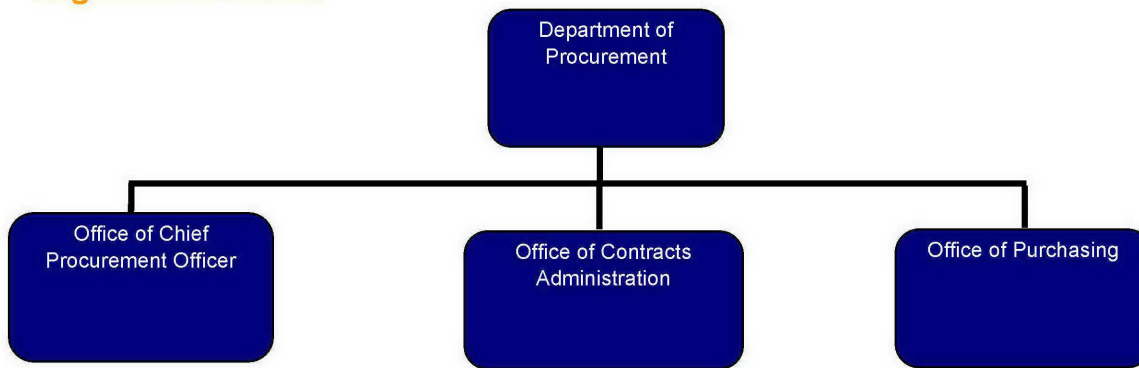 Department of
Procurement
Office of Chief
Procurement Officer
Office of Contracts
Administration
Office of Purchasing